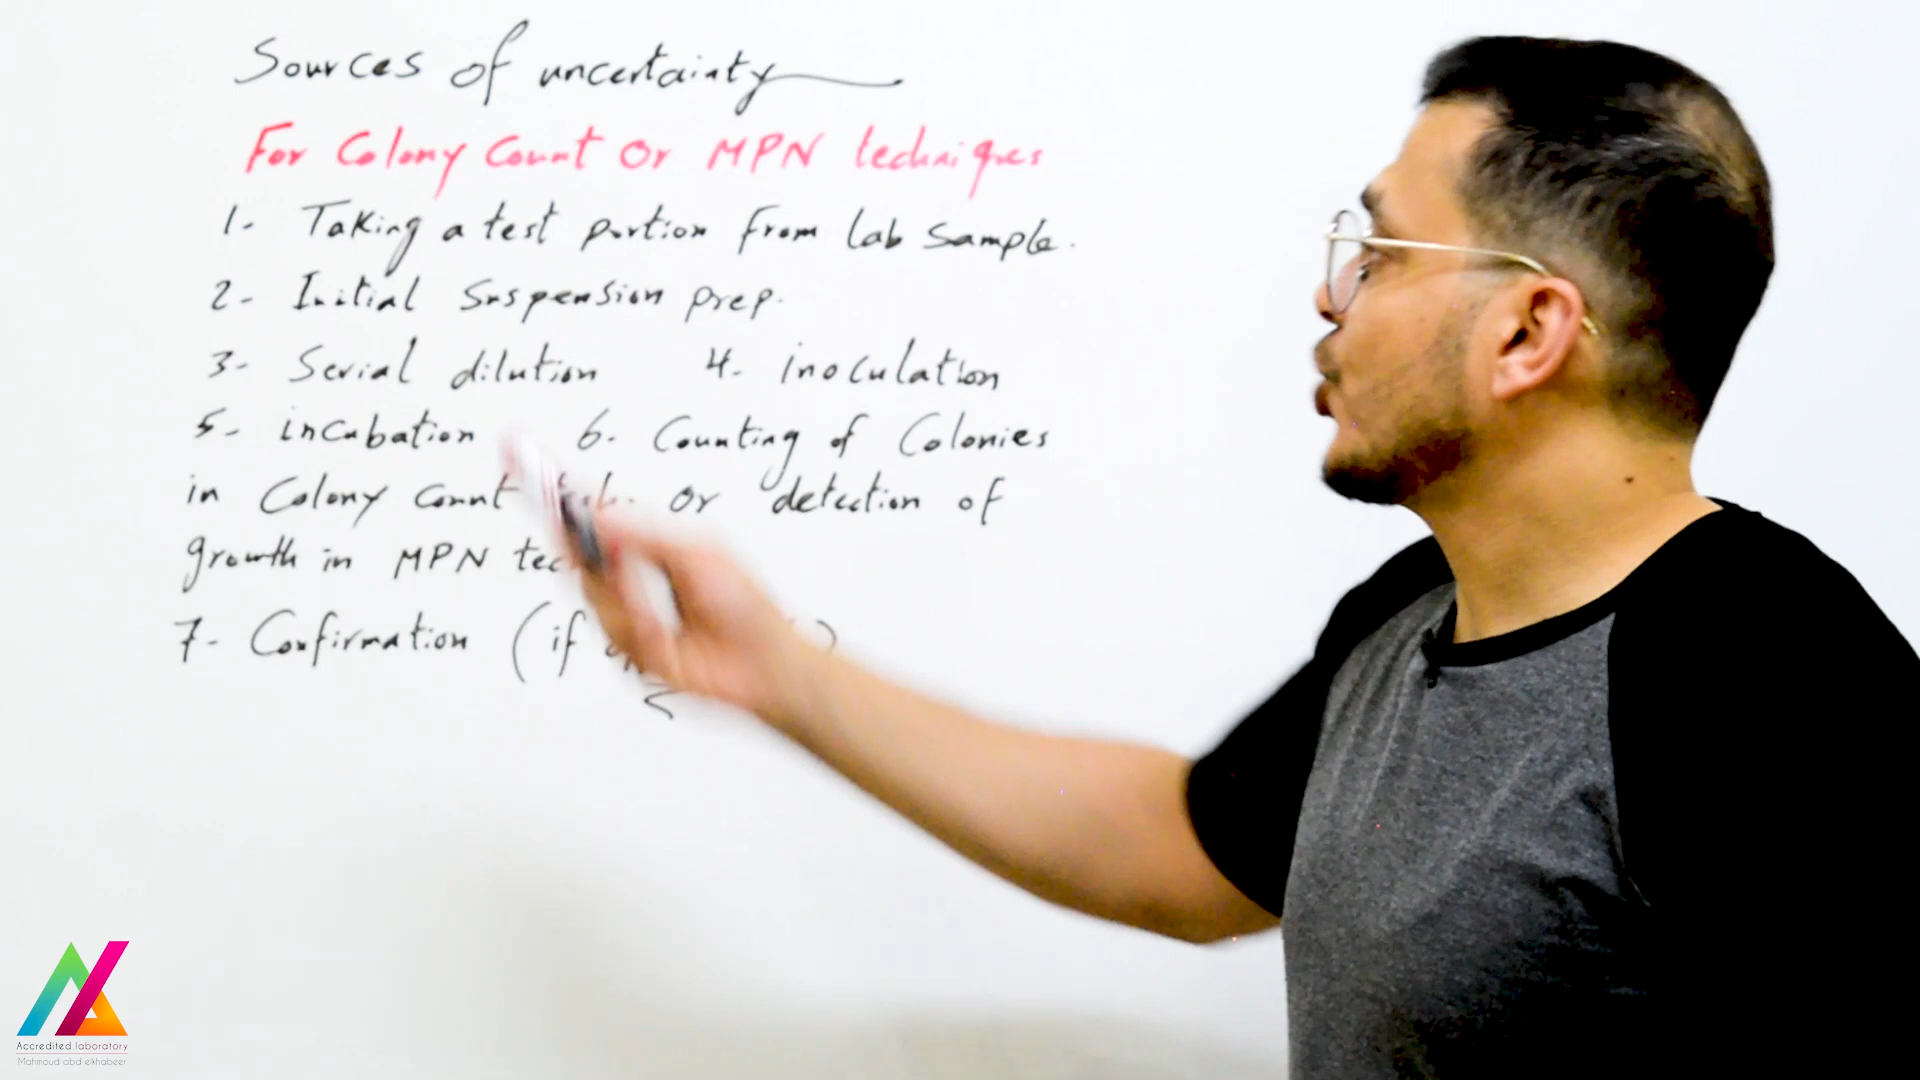 Sources of uncertainty
For Colony Count Or MPN techniques
1- Taking a test portion from lab sample.
2- Initial suspension prep.
3- Serial dilution 4- inoculation
5- incubation 6- Counting of Colonies
in Colony Count or detection of
growth in MPN
7- Confirmation (if )
Accredited laboratory
Mahmoud abd elkhabeer